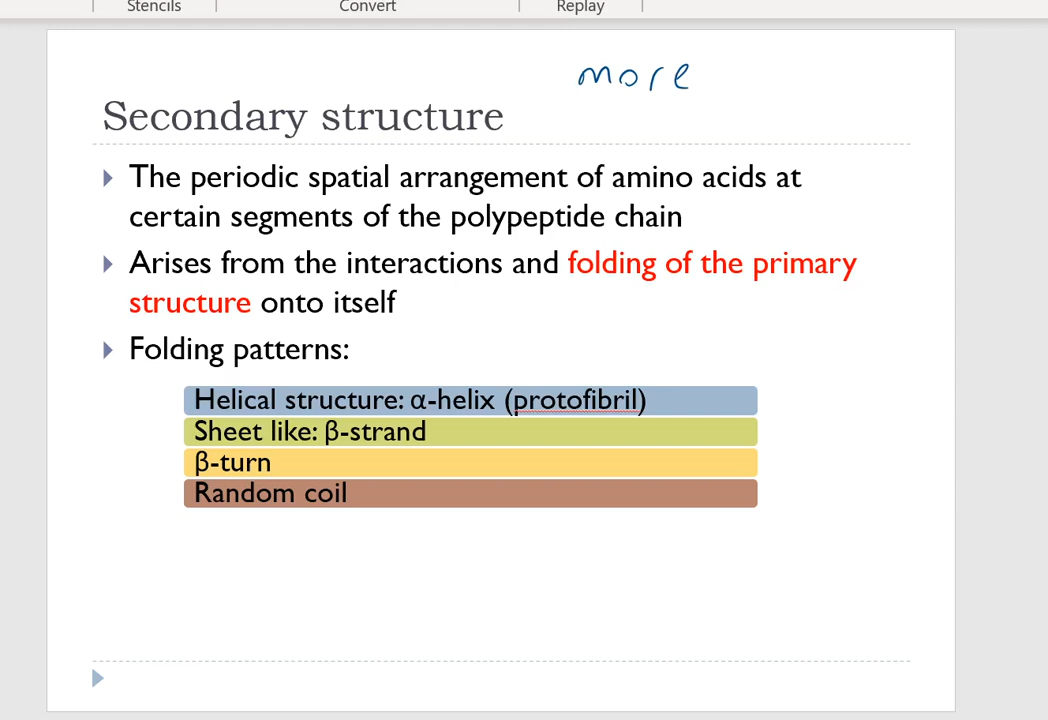 Stencils Convert Replay
more
Secondary structure
The periodic spatial arrangement of amino acids at
certain segments of the polypeptide chain
Arises from the interactions and folding of the primary
structure onto itself
Folding patterns:
Helical structure: α-helix (protofibril)
Sheet like: β-strand
β-turn
Random coil